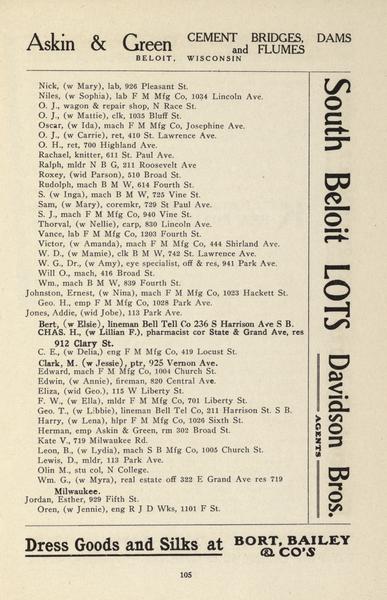 Askin & Green CEMENT BRIDGES, DAMS
and FLUMES
BELOIT, WISCONSIN
Nick, (w Mary), lab, 926 Pleasant St.
Niles, (w Sophia), lab F M Mfg Co, 1034 Lincoln Ave.
O. J., wagon & repair shop, N Race St.
O. J., (w Mattie), clk, 1035 Bluff St.
Oscar, (w Ida), mach F M Mfg Co, Josephine Ave.
O. J., (w Carrie), ret, 410 St. Lawrence Ave.
O. H., ret, 700 Highland Ave.
Rachael, knitter, 611 St. Paul Ave.
Ralph, mldr N B G, 211 Roosevelt Ave
Roxey, (wid Parson), 510 Broad St.
Rudolph, mach B M W, 614 Fourth St.
S. (w Inga), mach B M W, 725 Vine St.
Sam, (w Mary), coremkr, 729 St Paul Ave.
S. J., mach F M Mfg Co, 940 Vine St.
Thorval, (w Nellie), carp, 830 Lincoln Ave.
Vance, lab F M Mfg Co, 1203 Fourth St.
Victor, (w Amanda), mach F M Mfg Co, 444 Shirland Ave.
W. D., (w Mamie), clk B M W, 742 St. Lawrence Ave.
W. G., Dr., (w Amy), eye specialist, off & res, 941 Park Ave.
Will O., mach, 416 Broad St.
Wm., mach B M W, 839 Fourth St.
Johnston, Ernest, (w Nina), mach F M Mfg Co, 1023 Hackett St.
Geo. H., emp F M Mfg Co, 1028 Park Ave.
Jones, Addie, (wid Jobe), 113 Park Ave.
Bert, (w Elsie), lineman Bell Tel Co 236 S Harrison Ave S B.
CHAS. H., (w Lillian F.), pharmacist cor State & Grand Ave, res
912 Clary St.
C. E., (w Delia), eng F M Mfg Co, 419 Locust St.
Clark, M. (w Jessie), ptr, 925 Vernon Ave.
Edward, mach F M Mfg Co, 1004 Church St.
Edwin, (w Annie), fireman, 820 Central Ave.
Eliza, (wid Geo.), 115 W Liberty St.
F. W., (w Ella), mldr F M Mfg Co, 701 Liberty St.
Geo. T., (w Libbie), lineman Bell Tel Co, 211 Harrison St. S B.
Harry, (w Lena), hlpr F M Mfg Co, 1026 Sixth St.
Herman, emp Askin & Green, rm 302 Broad St.
Kate V., 719 Milwaukee Rd.
Leon, B., (w Lydia), mach S B Mfg Co, 1005 Church St.
Lewis, D., mldr, 113 Park Ave.
Olin M., stu col, N College.
Wm. G., (w Myra), real estate off 322 E Grand Ave res 719
Milwaukee.
Jordan, Esther, 929 Fifth St.
Oren, (w Jennie), eng R J D Wks, 1101 F St.
South Beloit LOTS Davidson Bros.
AGENTS
Dress Goods and Silks at BORT, BAILEY
& CO'S
105